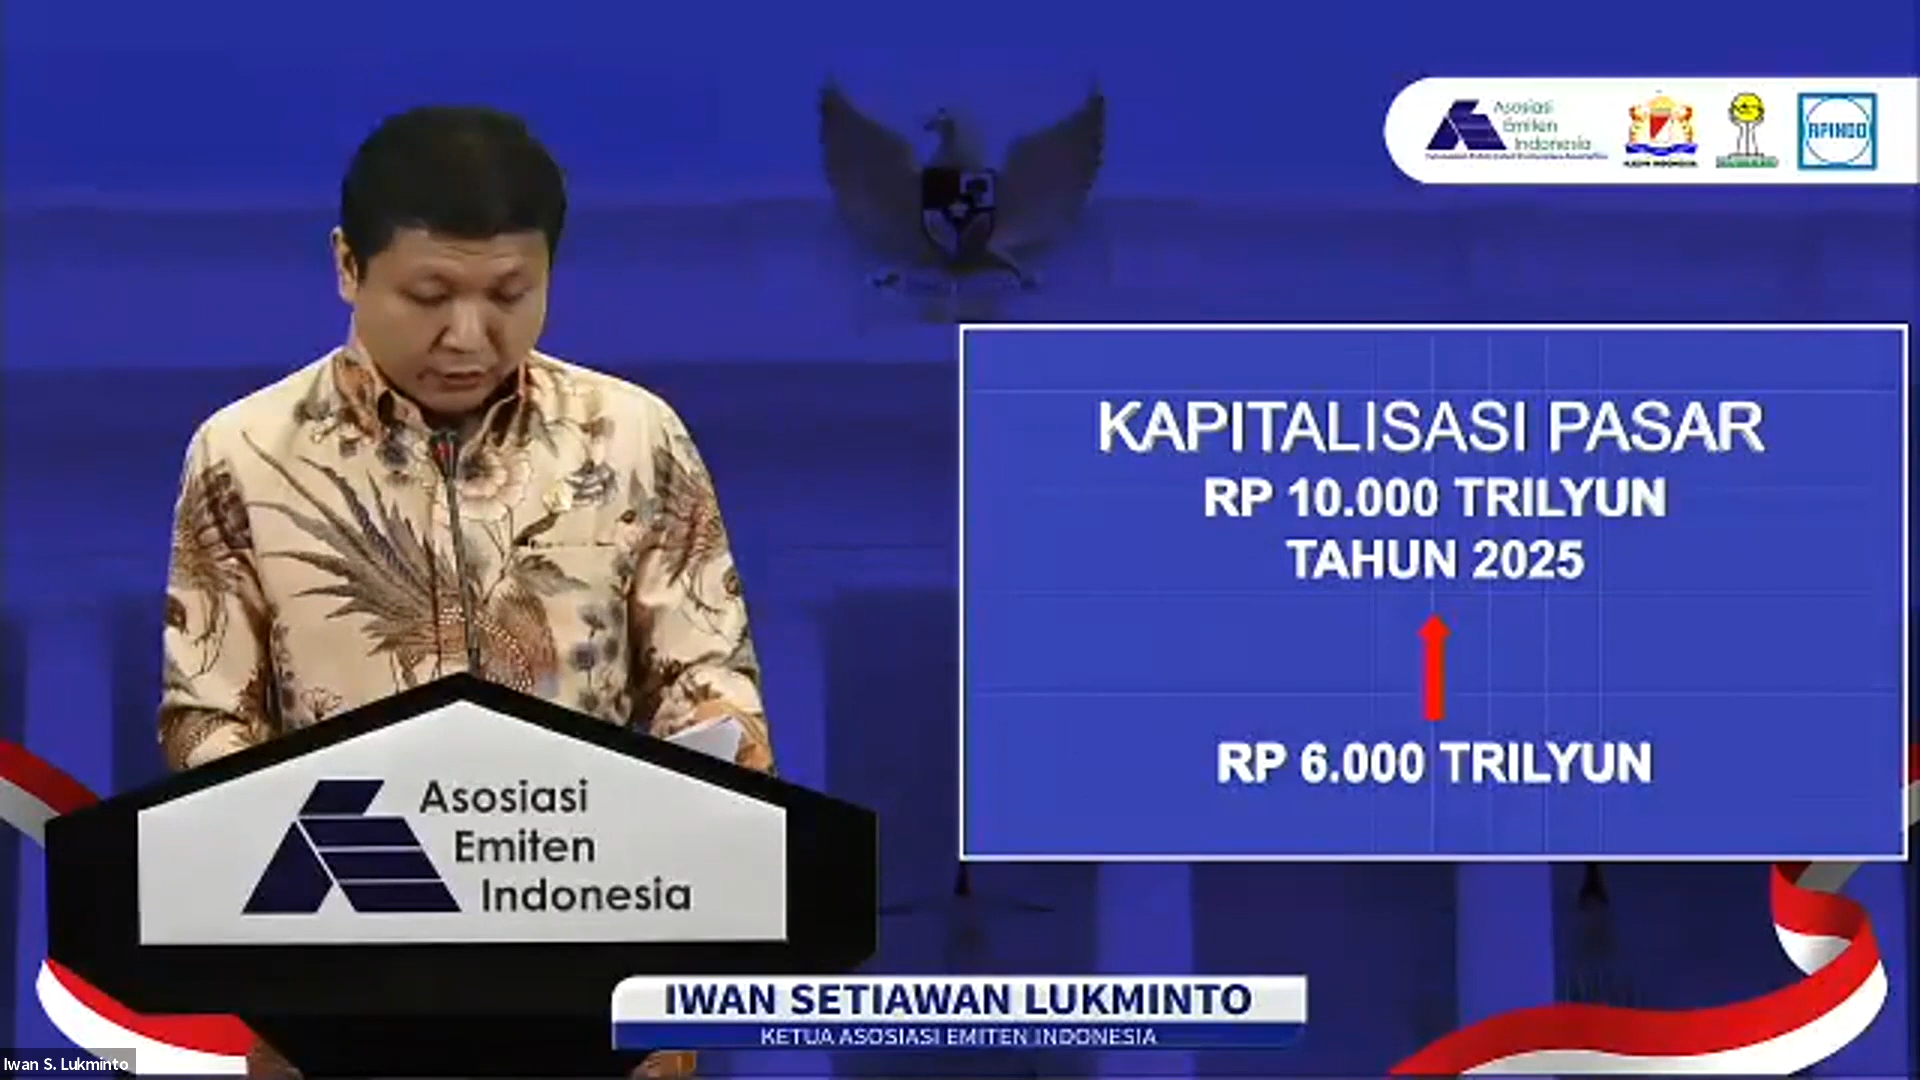 Asosiasi
Emiten
Indonesia
APINDO
KAPITALISASI PASAR
RP 10.000 TRILYUN
TAHUN 2025
RP 6.000 TRILYUN
Asosiasi
Emiten
Indonesia
IWAN SETIAWAN LUKMINTO
KETUA ASOSIASI EMITEN INDONESIA
Iwan S. Lukminto